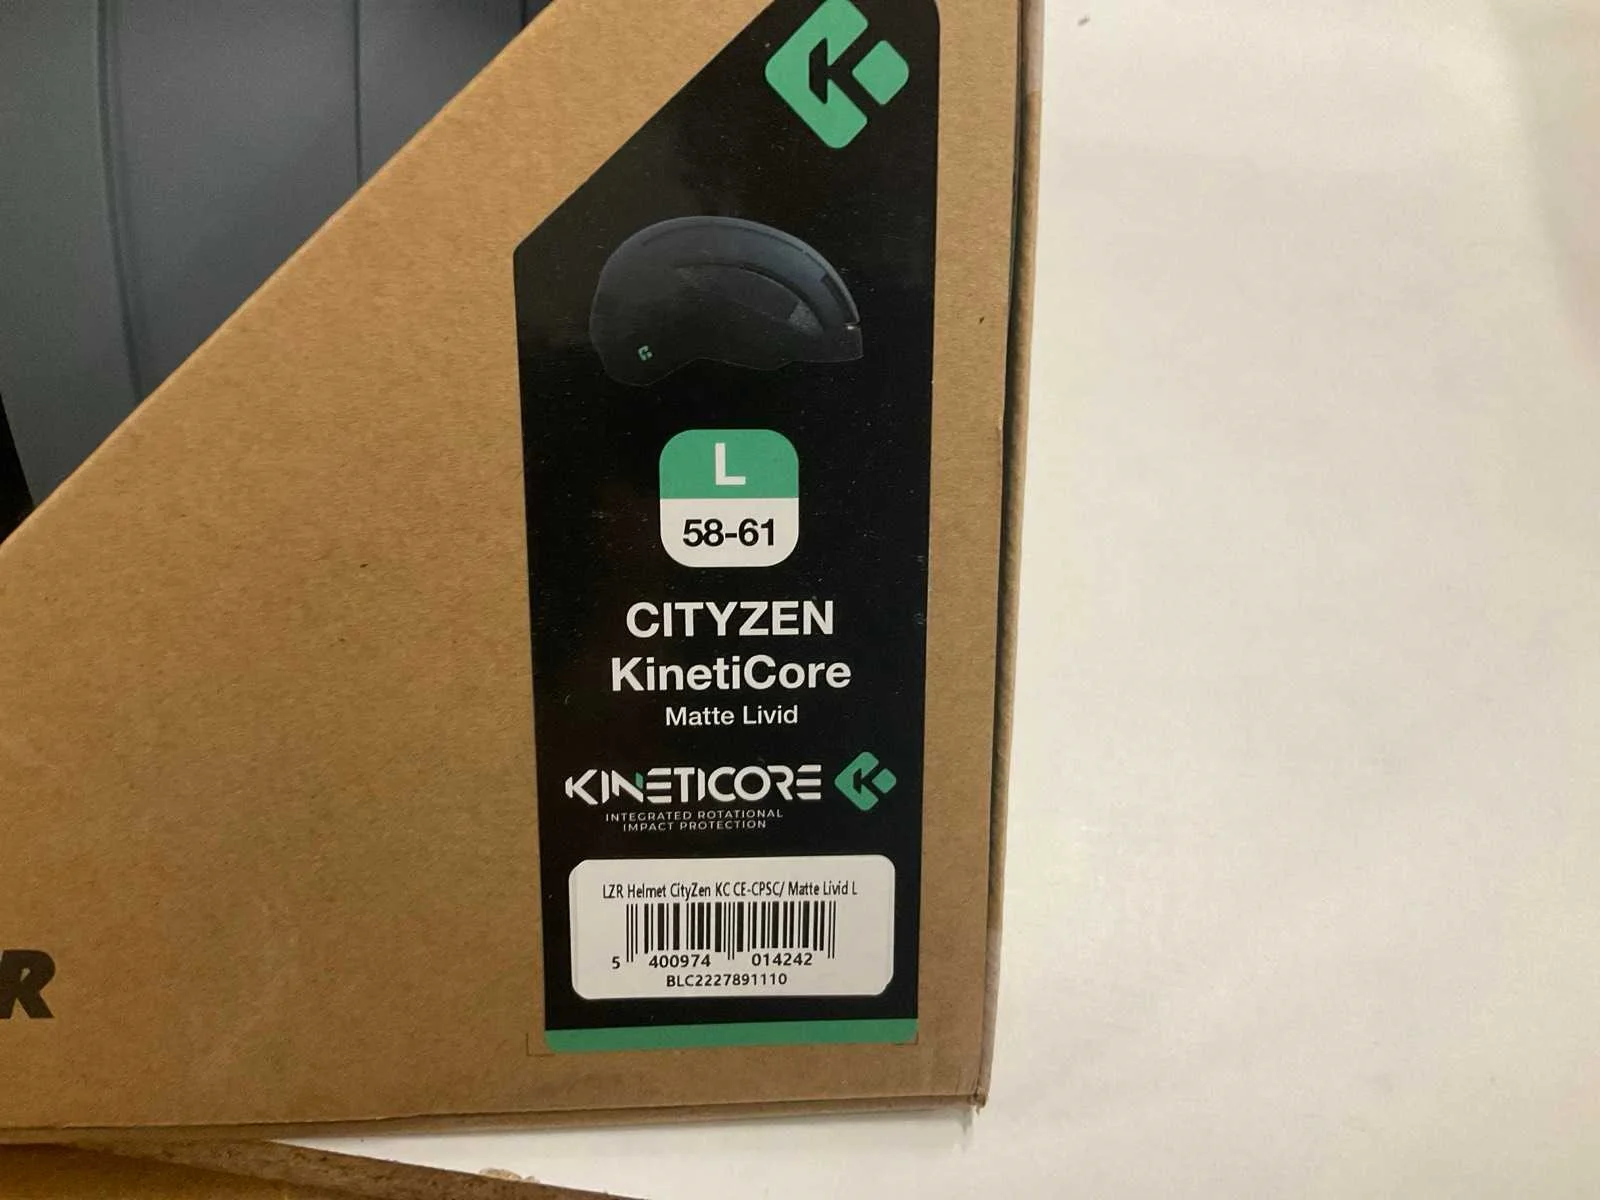 K
L
58-61
CITYZEN
KinetiCore
Matte Livid
KINETICORE K
INTEGRATED ROTATIONAL
IMPACT PROTECTION
LZR Helmet CityZen KC CE-CPSC/ Matte Livid L
5 400974 014242
BLC2227891110
R